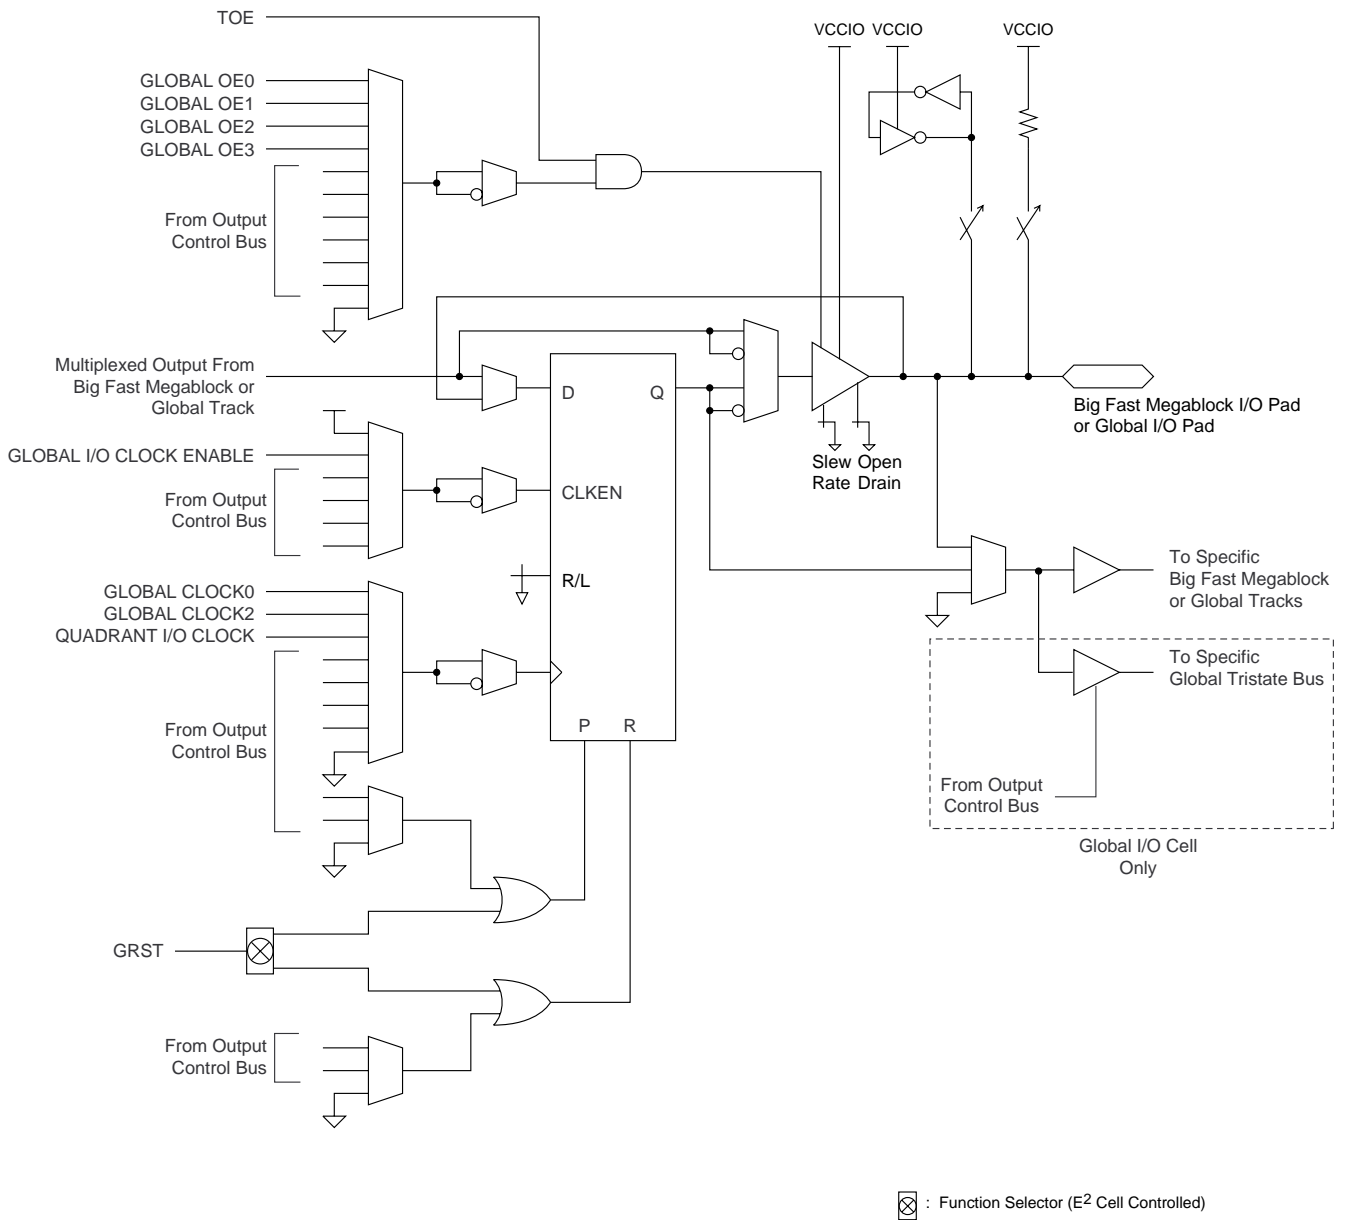 TOE
VCCIO VCCIO VCCIO
GLOBAL OE0
GLOBAL OE1
GLOBAL OE2
GLOBAL OE3
From Output
Control Bus
Multiplexed Output From
Big Fast Megablock or
Global Track
D Q
Big Fast Megablock I/O Pad
or Global I/O Pad
Slew Open
Rate Drain
GLOBAL I/O CLOCK ENABLE
From Output
Control Bus
CLKEN
R/L
To Specific
Big Fast Megablock
or Global Tracks
GLOBAL CLOCK0
GLOBAL CLOCK2
QUADRANT I/O CLOCK
From Output
Control Bus
P R
To Specific
Global Tristate Bus
From Output
Control Bus
Global I/O Cell
Only
GRST
From Output
Control Bus
: Function Selector (E2 Cell Controlled)